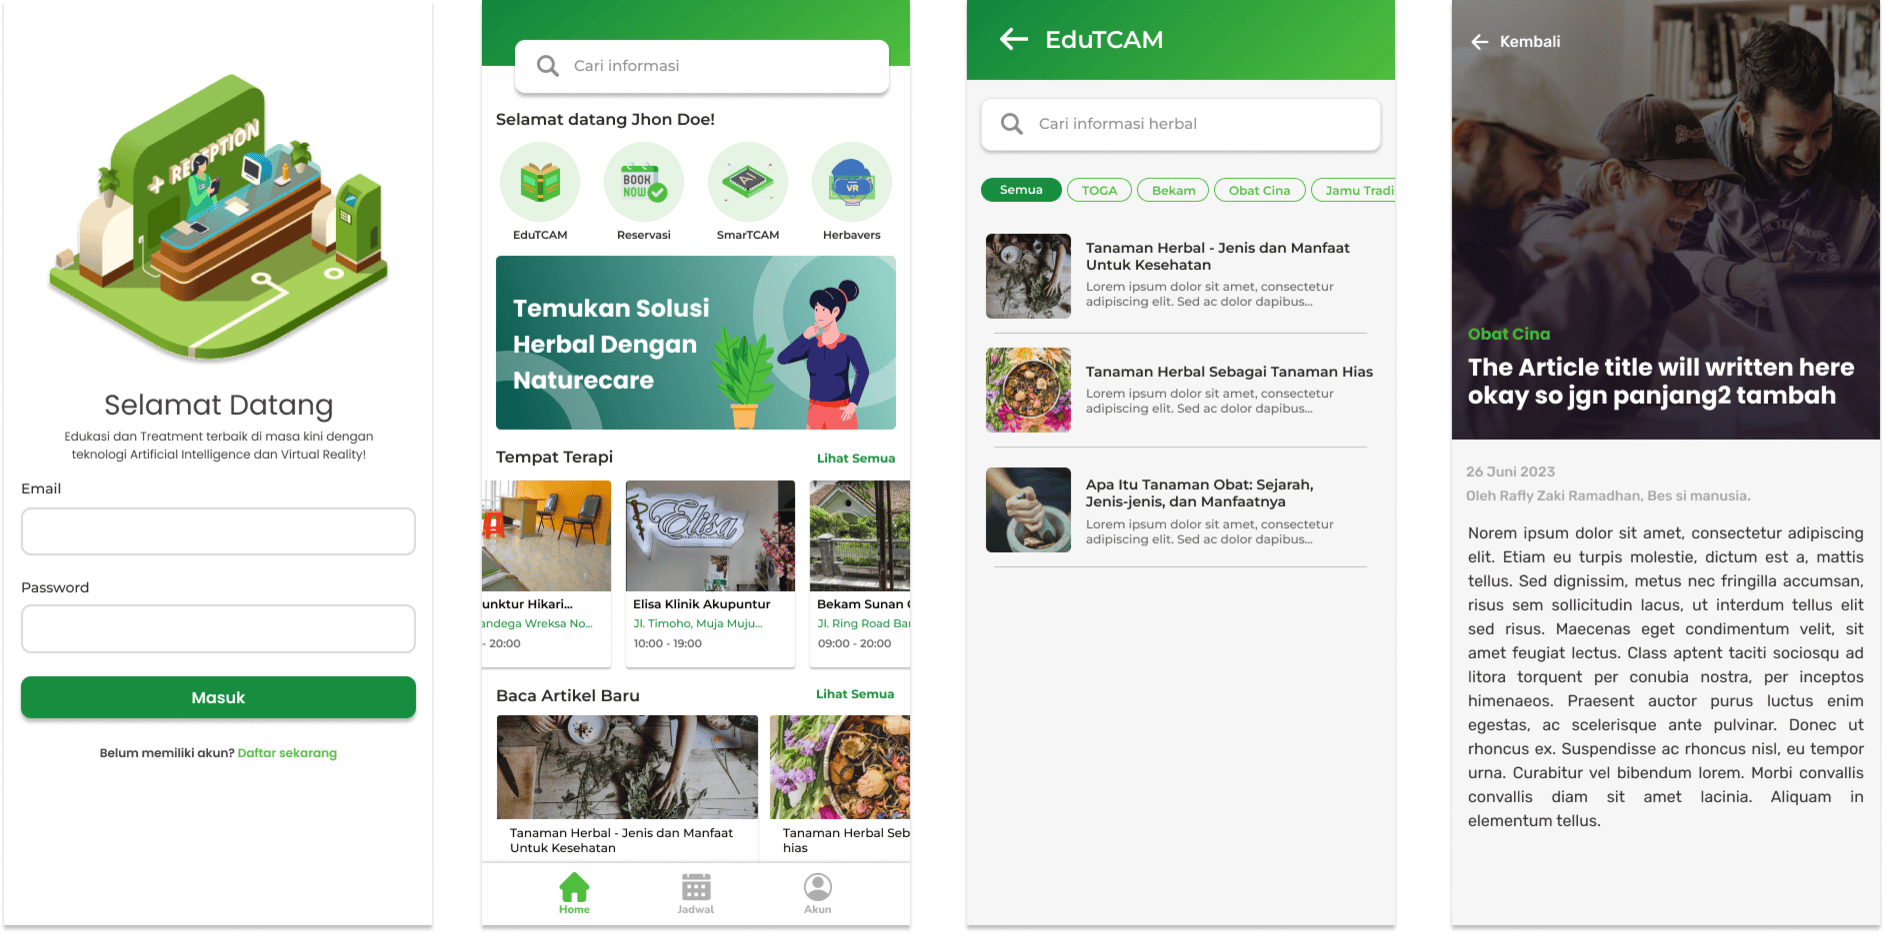 + RECEPTION
Selamat Datang
Edukasi dan Treatment terbaik di masa kini dengan
teknologi Artificial Intelligence dan Virtual Reality!
Email
Password
Masuk
Belum memiliki akun? Daftar sekarang
Cari informasi
Selamat datang Jhon Doe!
BOOK
NOW
AI
VR
EduTCAM
Reservasi
SmarTCAM
Herbavers
Temukan Solusi
Herbal Dengan
Naturecare
Tempat Terapi
Lihat Semua
Elisa
unktur Hikari...
andega Wreksa No...
- 20:00
Elisa Klinik Akupuntur
Jl. Timoho, Muja Muju...
10:00 - 19:00
Bekam Sunan
Jl. Ring Road Bar
09:00 - 20:00
Baca Artikel Baru
Lihat Semua
Tanaman Herbal - Jenis dan Manfaat
Untuk Kesehatan
Tanaman Herbal Seb
hias
Home
Jadwal
Akun
EduTCAM
Cari informasi herbal
Semua
TOGA
Bekam
Obat Cina
Jamu Tradi
Tanaman Herbal - Jenis dan Manfaat
Untuk Kesehatan
Lorem ipsum dolor sit amet, consectetur
adipiscing elit. Sed ac dolor dapibus...
Tanaman Herbal Sebagai Tanaman Hias
Lorem ipsum dolor sit amet, consectetur
adipiscing elit. Sed ac dolor dapibus...
Apa Itu Tanaman Obat: Sejarah,
Jenis-jenis, dan Manfaatnya
Lorem ipsum dolor sit amet, consectetur
adipiscing elit. Sed ac dolor dapibus...
Kembali
Obat Cina
The Article title will written here
okay so jgn panjang2 tambah
26 Juni 2023
Oleh Rafly Zaki Ramadhan, Bes si manusia.
Norem ipsum dolor sit amet, consectetur adipiscing
elit. Etiam eu turpis molestie, dictum est a, mattis
tellus. Sed dignissim, metus nec fringilla accumsan,
risus sem sollicitudin lacus, ut interdum tellus elit
sed risus. Maecenas eget condimentum velit, sit
amet feugiat lectus. Class aptent taciti sociosqu ad
litora torquent per conubia nostra, per inceptos
himenaeos. Praesent auctor purus luctus enim
egestas, ac scelerisque ante pulvinar. Donec ut
rhoncus ex. Suspendisse ac rhoncus nisl, eu tempor
urna. Curabitur vel bibendum lorem. Morbi convallis
convallis diam sit amet lacinia. Aliquam in
elementum tellus.